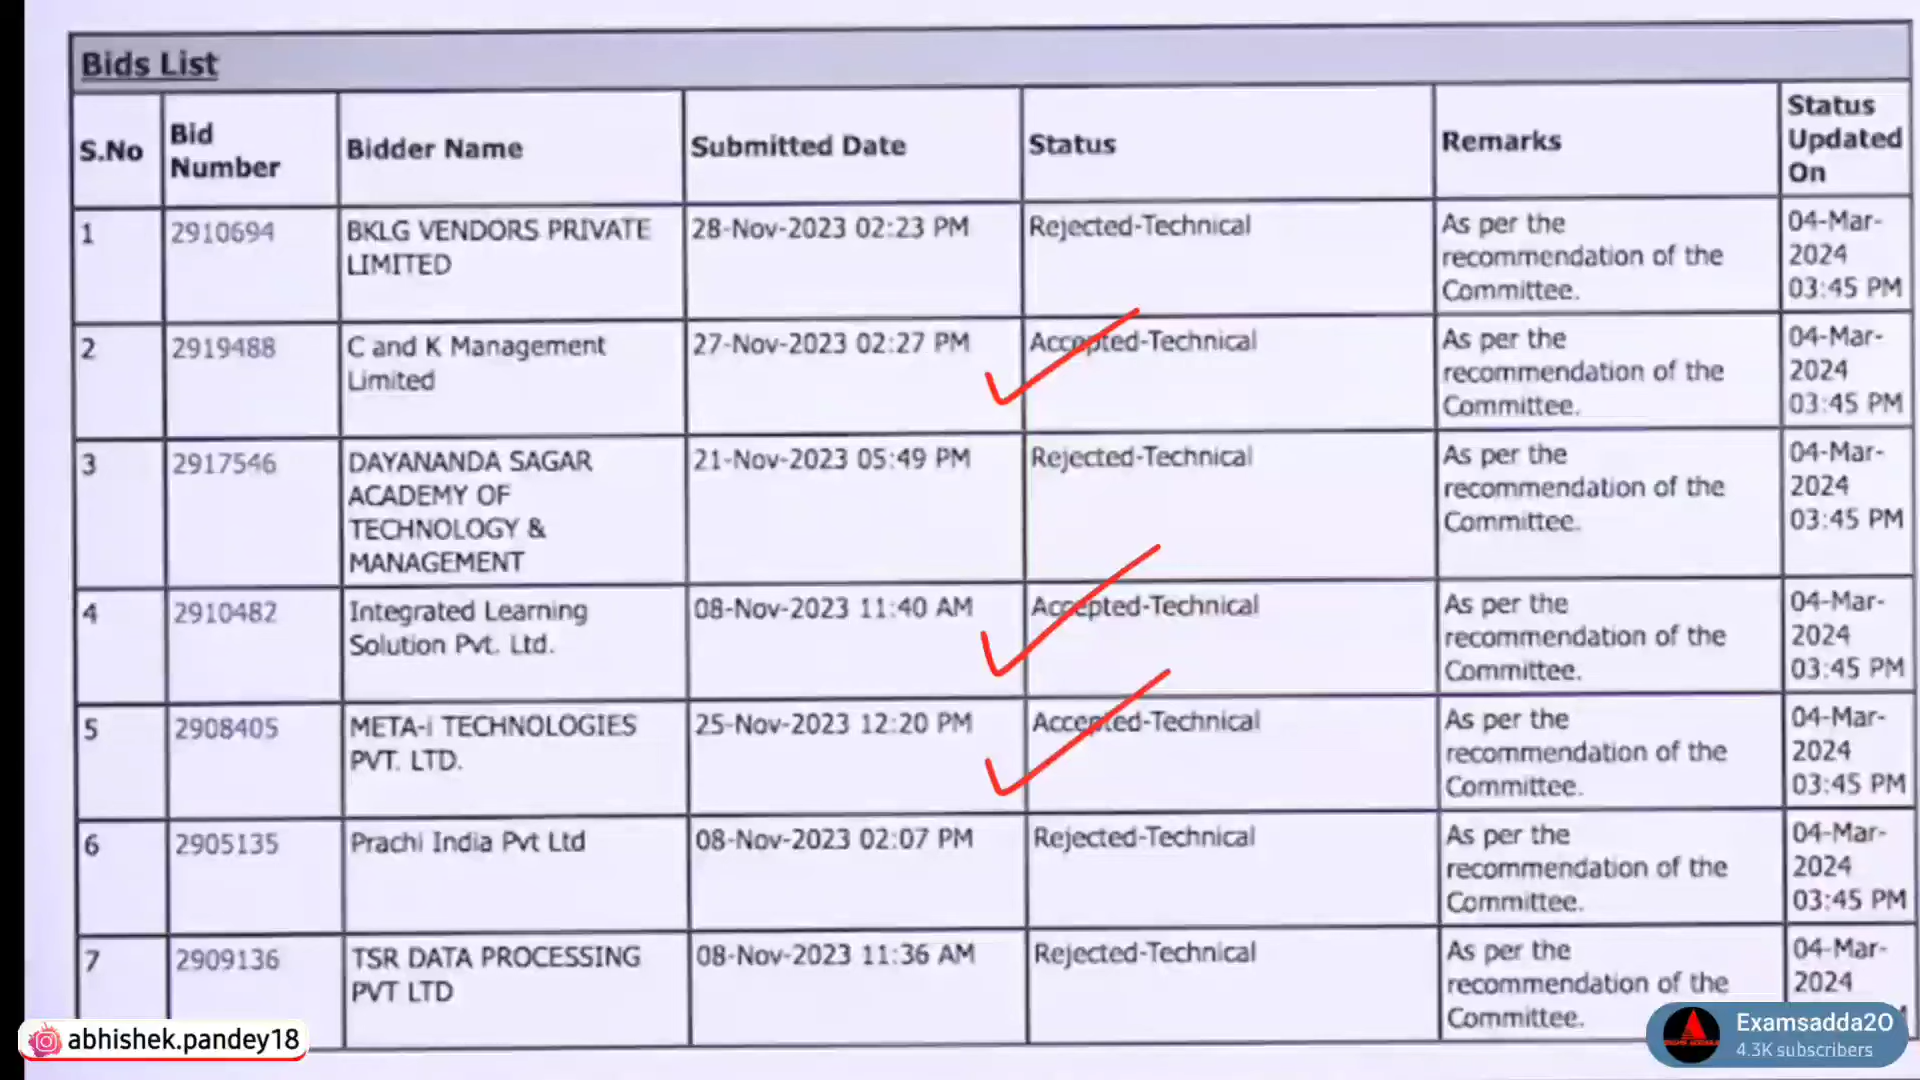 Bids List
S.No
Bid
Number
Bidder Name
Submitted Date
Status
Remarks
Status
Updated
On
1
2910694
BKLG VENDORS PRIVATE
LIMITED
28-Nov-2023 02:23 PM
Rejected-Technical
As per the
recommendation of the
Committee.
04-Mar-
2024
03:45 PM
2
2919488
C and K Management
Limited
27-Nov-2023 02:27 PM
Accepted-Technical
As per the
recommendation of the
Committee.
04-Mar-
2024
03:45 PM
3
2917546
DAYANANDA SAGAR
ACADEMY OF
TECHNOLOGY &
MANAGEMENT
21-Nov-2023 05:49 PM
Rejected-Technical
As per the
recommendation of the
Committee.
04-Mar-
2024
03:45 PM
4
2910482
Integrated Learning
Solution Pvt. Ltd.
08-Nov-2023 11:40 AM
Accepted-Technical
As per the
recommendation of the
Committee.
04-Mar-
2024
03:45 PM
5
2908405
META-i TECHNOLOGIES
PVT. LTD.
25-Nov-2023 12:20 PM
Accepted-Technical
As per the
recommendation of the
Committee.
04-Mar-
2024
03:45 PM
6
2905135
Prachi India Pvt Ltd
08-Nov-2023 02:07 PM
Rejected-Technical
As per the
recommendation of the
Committee.
04-Mar-
2024
03:45 PM
7
2909136
TSR DATA PROCESSING
PVT LTD
08-Nov-2023 11:36 AM
Rejected-Technical
As per the
recommendation of the
Committee.
04-Mar-
2024
abhishek.pandey18
Examsadda20
4.3K subscribers